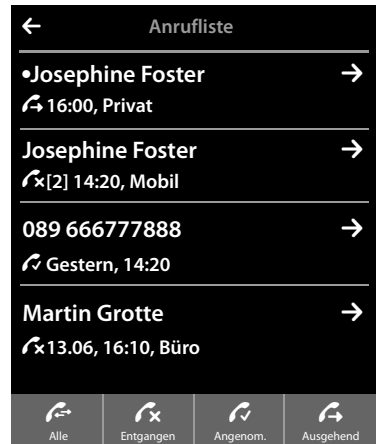 Anrufliste
•Josephine Foster
16:00, Privat
Josephine Foster
[2] 14:20, Mobil
089 666777888
Gestern, 14:20
Martin Grotte
13.06, 16:10, Büro
Alle Entgangen Angenom. Ausgehend